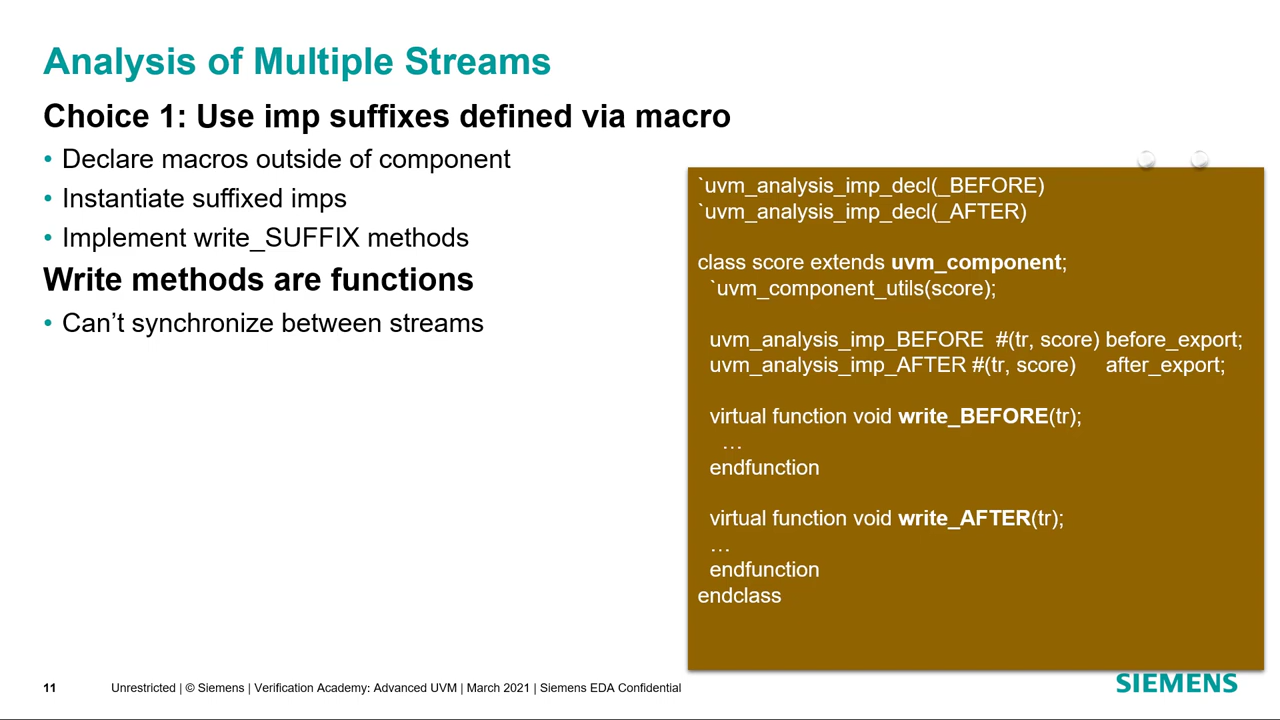 Analysis of Multiple Streams
Choice 1: Use imp suffixes defined via macro
• Declare macros outside of component
• Instantiate suffixed imps
• Implement write_SUFFIX methods
Write methods are functions
• Can’t synchronize between streams
`uvm_analysis_imp_decl(_BEFORE)
`uvm_analysis_imp_decl(_AFTER)
class score extends uvm_component;
`uvm_component_utils(score);
uvm_analysis_imp_BEFORE #(tr, score) before_export;
uvm_analysis_imp_AFTER #(tr, score) after_export;
virtual function void write_BEFORE(tr);
…
endfunction
virtual function void write_AFTER(tr);
…
endfunction
endclass
11 Unrestricted | © Siemens | Verification Academy: Advanced UVM | March 2021 | Siemens EDA Confidential
SIEMENS